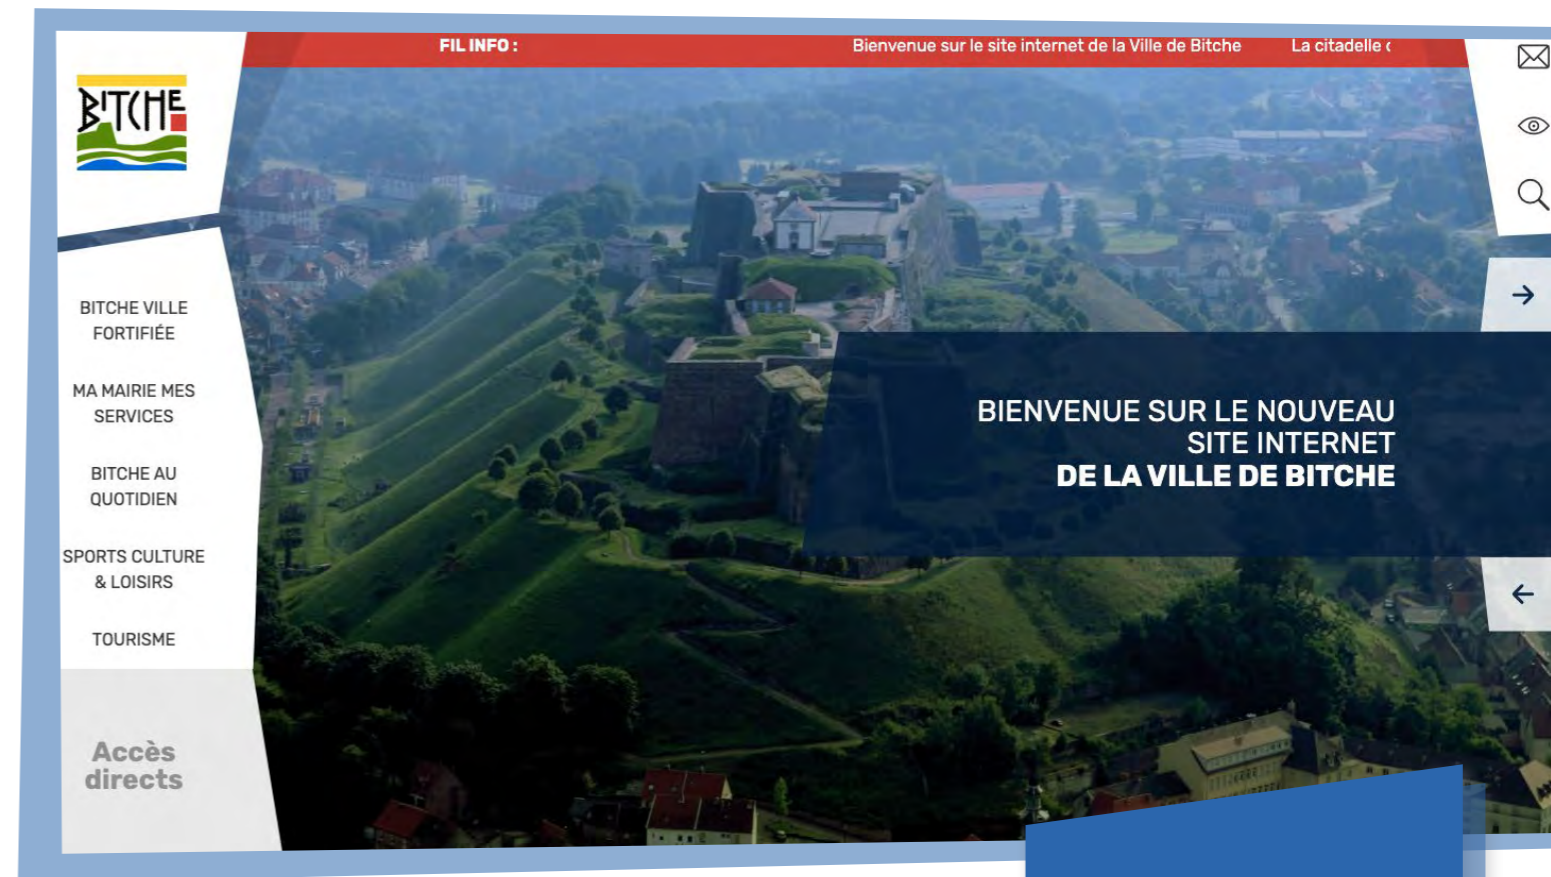 FIL INFO :
Bienvenue sur le site internet de la Ville de Bitche
La citadelle
BITCHE
BITCHE VILLE
FORTIFIÉE
MA MAIRIE MES
SERVICES
BITCHE AU
QUOTIDIEN
SPORTS CULTURE
& LOISIRS
TOURISME
Accès
directs
BIENVENUE SUR LE NOUVEAU
SITE INTERNET
DE LA VILLE DE BITCHE